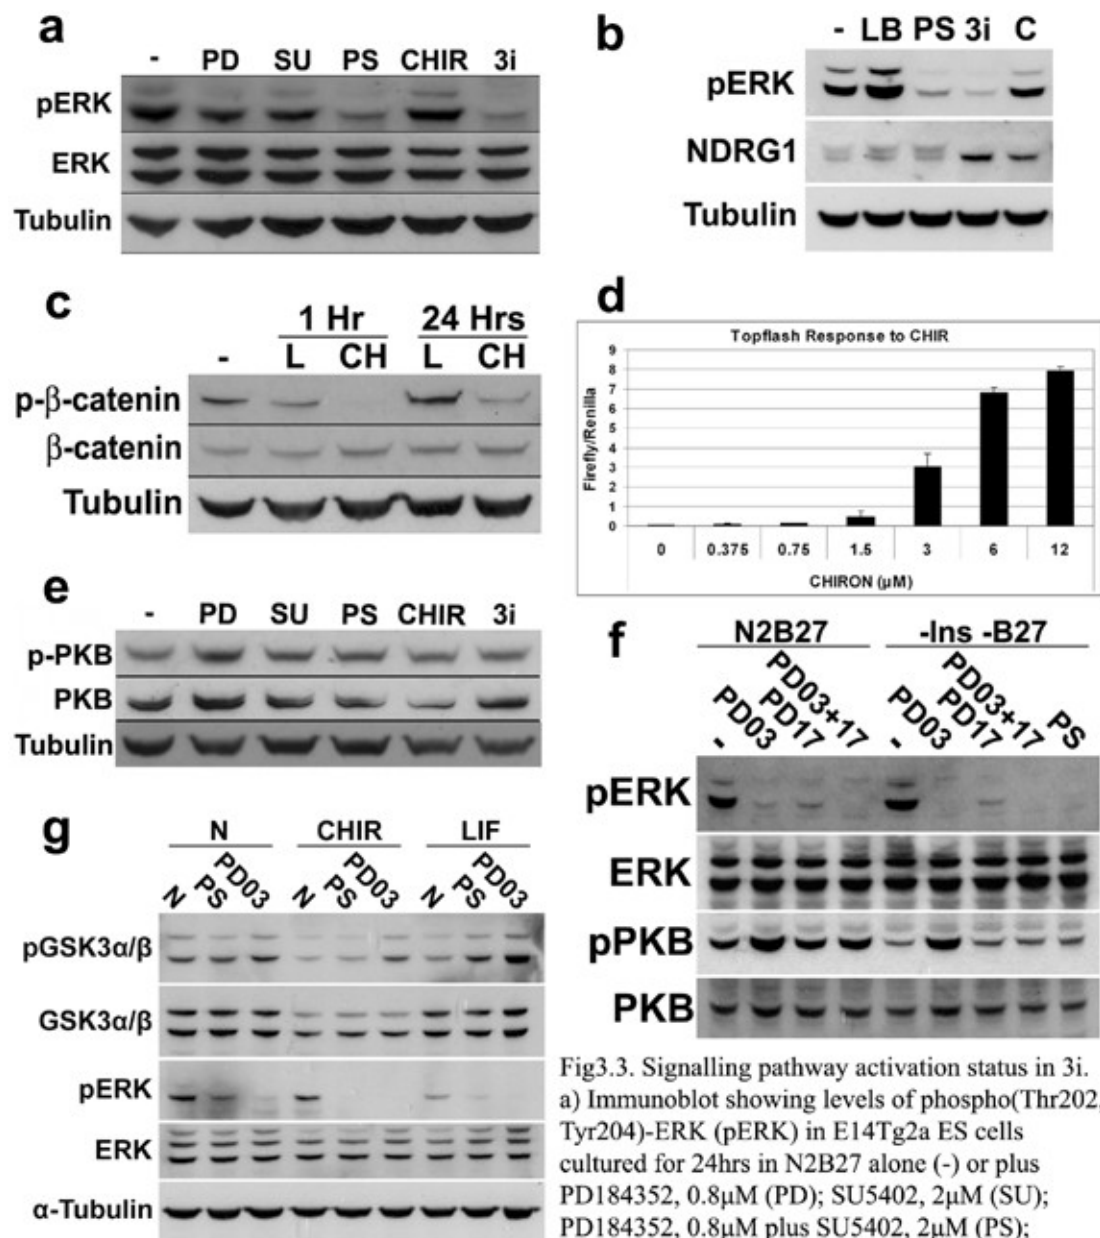 a
- PD SU PS CHIR 3i
pERK
ERK
Tubulin
b
- LB PS 3i C
pERK
NDRG1
Tubulin
c
1 Hr 24 Hrs
- L CH L CH
p-β-catenin
β-catenin
Tubulin
d
Topflash Response to CHIR
Firefly/Renilla
9
8
7
6
5
4
3
2
1
0
0 0.375 0.75 1.5 3 6 12
CHIRON (µM)
e
- PD SU PS CHIR 3i
p-PKB
PKB
Tubulin
f
N2B27 -Ins -B27
- PD03 PD17 PD03+17 - PD03 PD17 PD03+17 PS
pERK
ERK
pPKB
PKB
g
N CHIR LIF
N PS PD03 N PS PD03 N PS PD03
pGSK3α/β
GSK3α/β
pERK
ERK
α-Tubulin
Fig3.3. Signalling pathway activation status in 3i.
a) Immunoblot showing levels of phospho(Thr202,
Tyr204)-ERK (pERK) in E14Tg2a ES cells
cultured for 24hrs in N2B27 alone (-) or plus
PD184352, 0.8µM (PD); SU5402, 2µM (SU);
PD184352, 0.8µM plus SU5402, 2µM (PS);